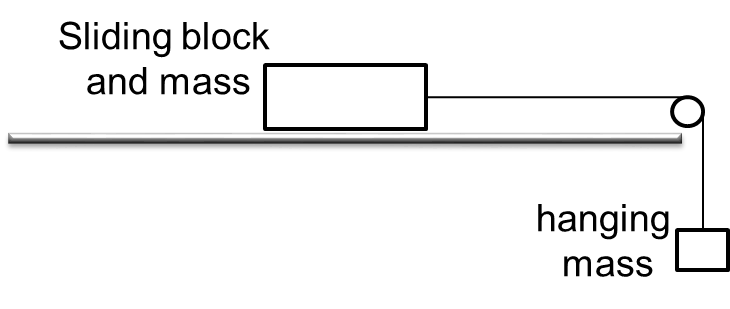 Sliding block
and mass
hanging
mass